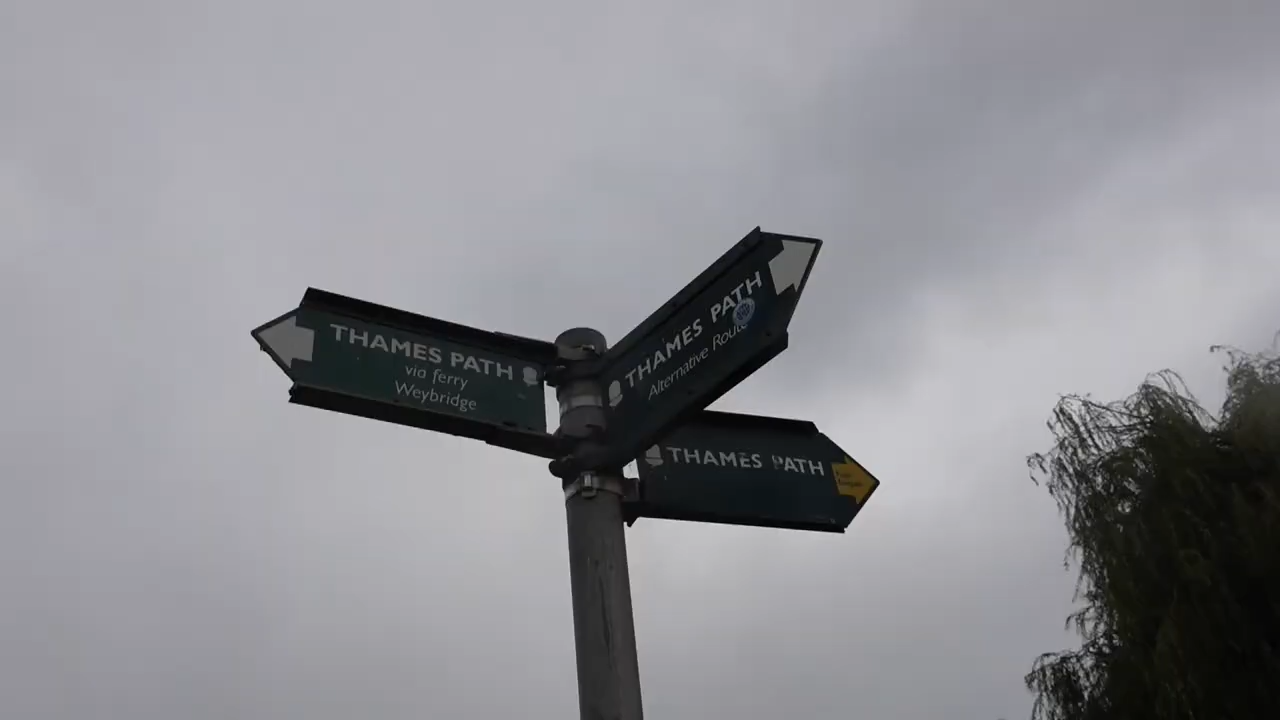 THAMES PATH
via ferry
Weybridge
THAMES PATH
Alternative Route
THAMES PATH